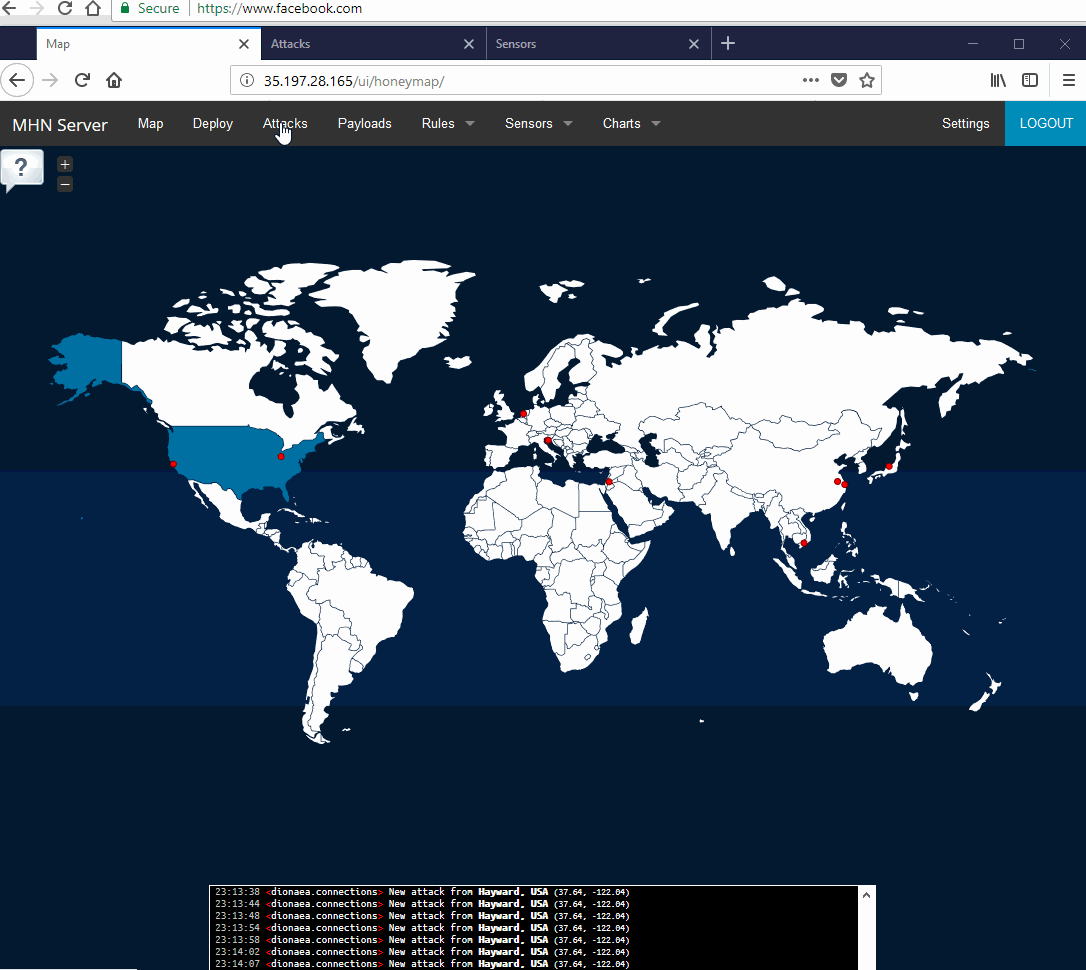 Secure https://www.facebook.com
Map Attacks Sensors
35.197.28.165/ui/honeymap/
MHN Server Map Deploy Attacks Payloads Rules Sensors Charts Settings LOGOUT
?
+
−
23:13:38 <dionaea.connections> New attack from Hayward, USA (37.64, -122.04)
23:13:44 <dionaea.connections> New attack from Hayward, USA (37.64, -122.04)
23:13:48 <dionaea.connections> New attack from Hayward, USA (37.64, -122.04)
23:13:54 <dionaea.connections> New attack from Hayward, USA (37.64, -122.04)
23:13:58 <dionaea.connections> New attack from Hayward, USA (37.64, -122.04)
23:14:02 <dionaea.connections> New attack from Hayward, USA (37.64, -122.04)
23:14:07 <dionaea.connections> New attack from Hayward, USA (37.64, -122.04)